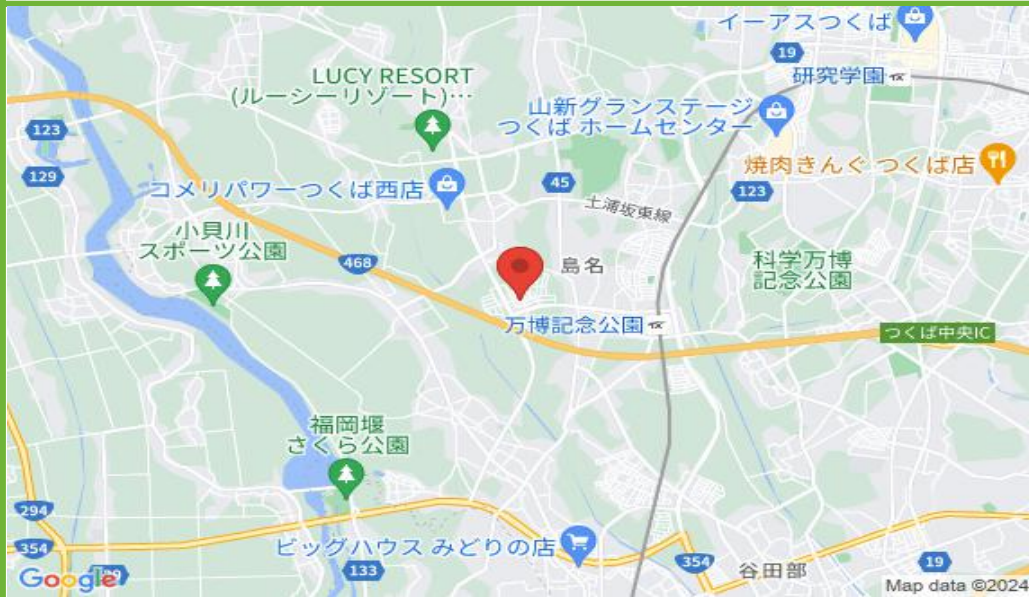 イーアスつくば
19
研究学園
LUCY RESORT
(ルーシーリゾート)…
山新グランステージ
つくば ホームセンター
123
129
焼肉きんぐ つくば店
コメリパワーつくば西店
45
123
土浦坂東線
小貝川
スポーツ公園
468
島名
科学万博
記念公園
万博記念公園
つくば中央IC
福岡堰
さくら公園
294
354
ビッグハウス みどりの店
133
354
谷田部
19
Google
Map data ©2024